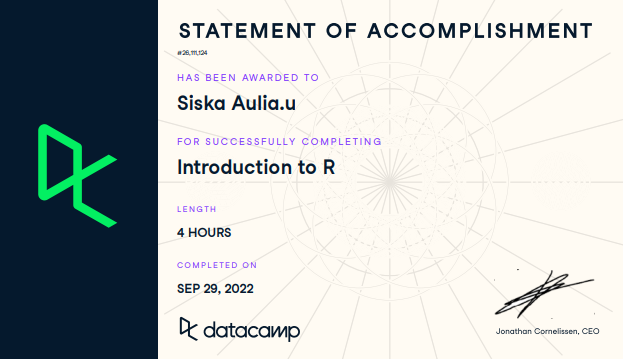 STATEMENT OF ACCOMPLISHMENT
#26,111,124
HAS BEEN AWARDED TO
Siska Aulia.u
FOR SUCCESSFULLY COMPLETING
Introduction to R
LENGTH
4 HOURS
COMPLETED ON
SEP 29, 2022
datacamp
Jonathan Cornelissen, CEO